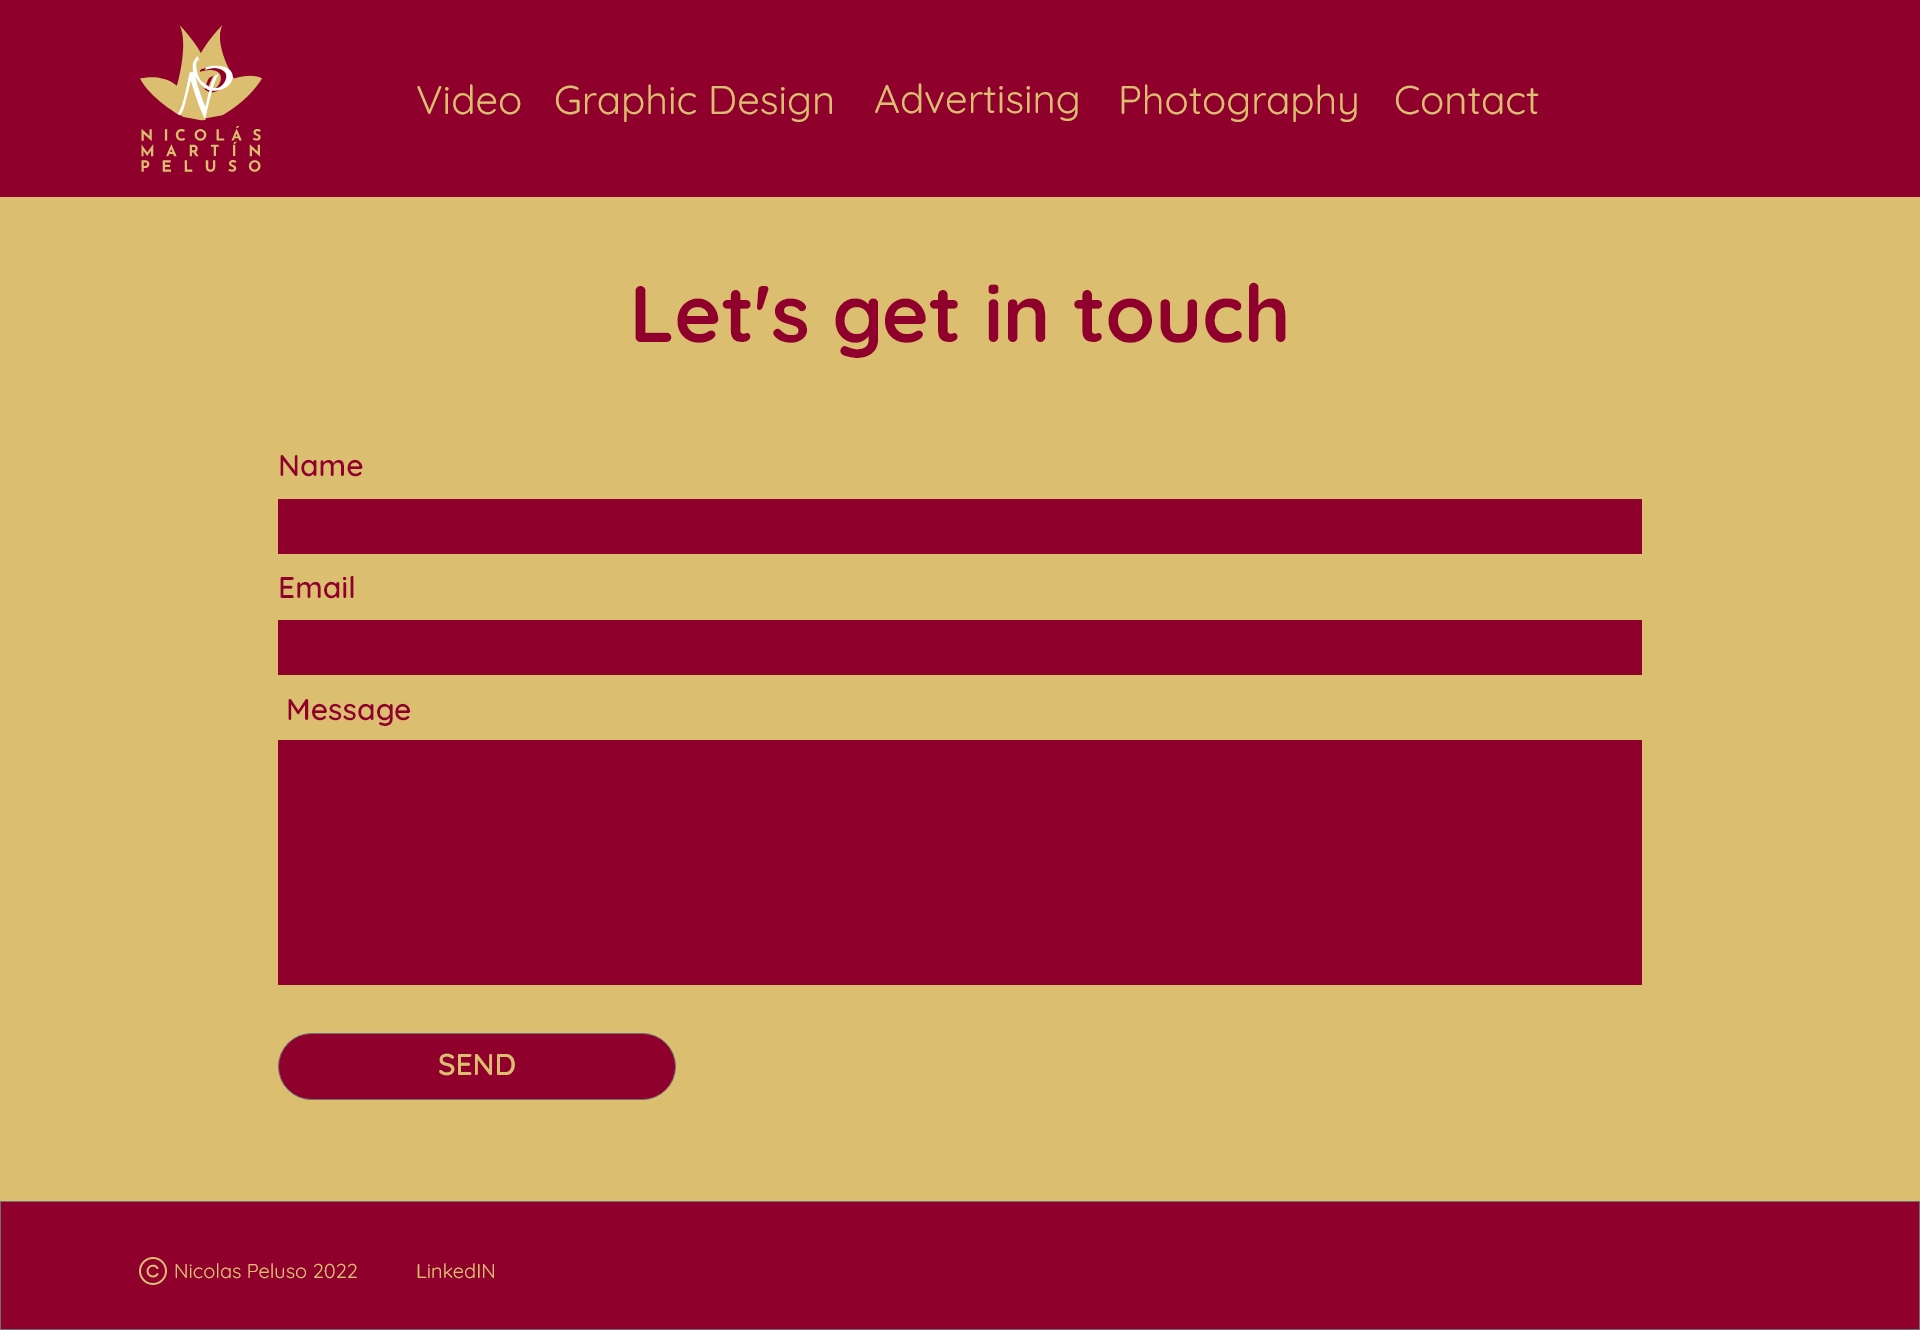 NICOLÁS
MARTÍN
PELUSO
Video Graphic Design Advertising Photography Contact
Let's get in touch
Name
Email
Message
SEND
© Nicolas Peluso 2022 LinkedIN